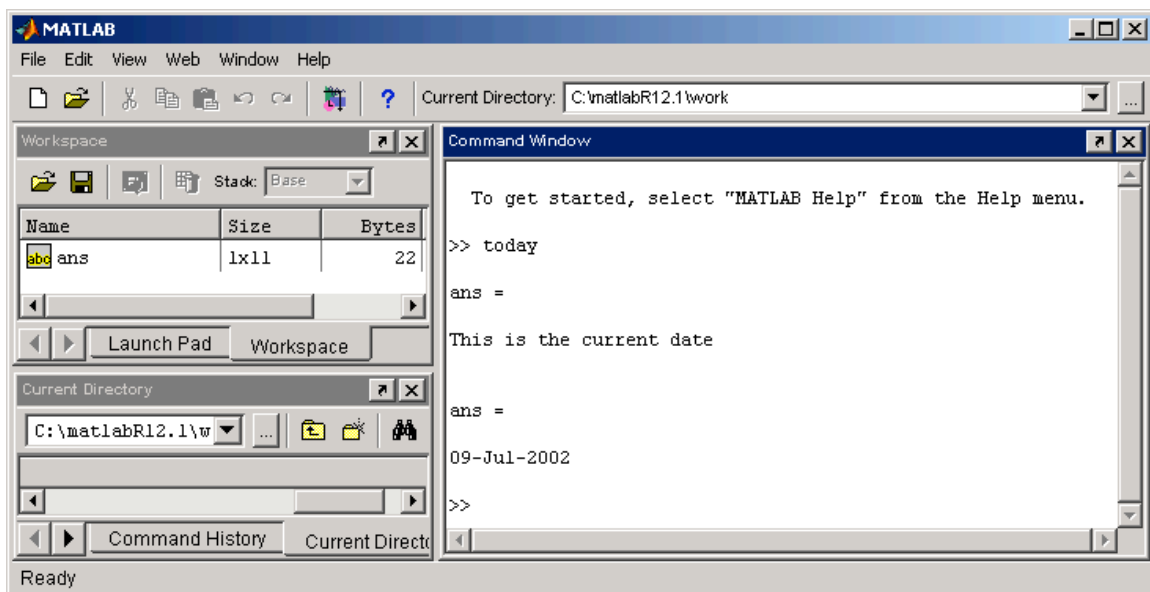 MATLAB
File Edit View Web Window Help
? Current Directory: C:\matlabR12.1\work ...
Workspace
Stack: Base
Name Size Bytes
abc ans 1x11 22
Launch Pad Workspace
Current Directory
C:\matlabR12.1\w ...
Command History Current Directo
Command Window
To get started, select "MATLAB Help" from the Help menu.
>> today
ans =
This is the current date
ans =
09-Jul-2002
>>
Ready